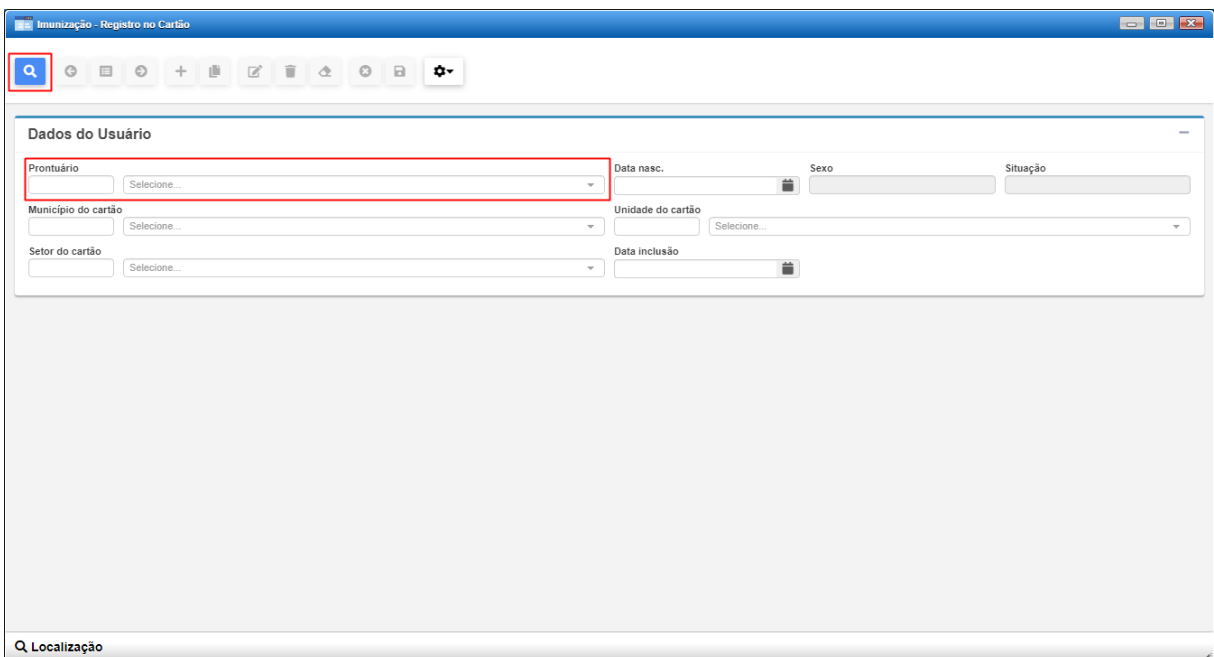 Imunização - Registro no Cartão
Dados do Usuário
Prontuário Data nasc. Sexo Situação
Selecione...
Município do cartão Unidade do cartão
Selecione... Selecione...
Setor do cartão Data inclusão
Selecione...
Localização